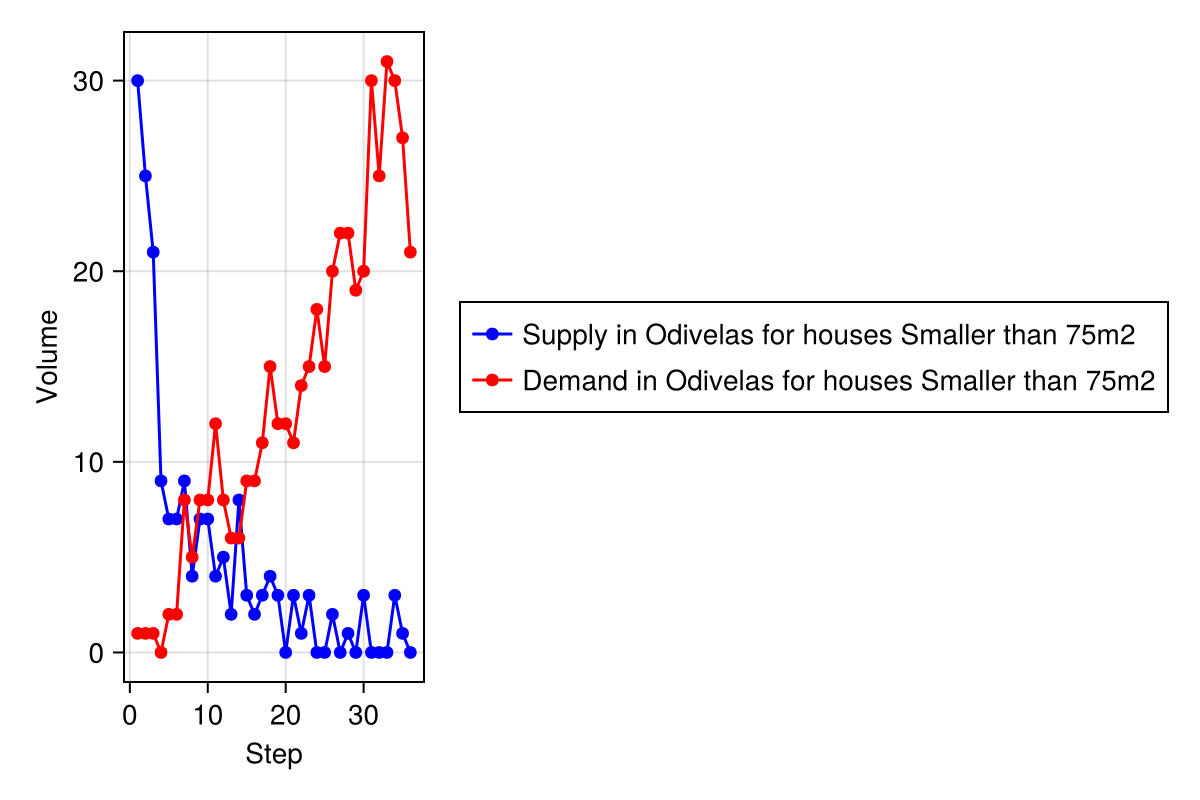 Volume
30
20
10
0
0 10 20 30
Step
Supply in Odivelas for houses Smaller than 75m2
Demand in Odivelas for houses Smaller than 75m2